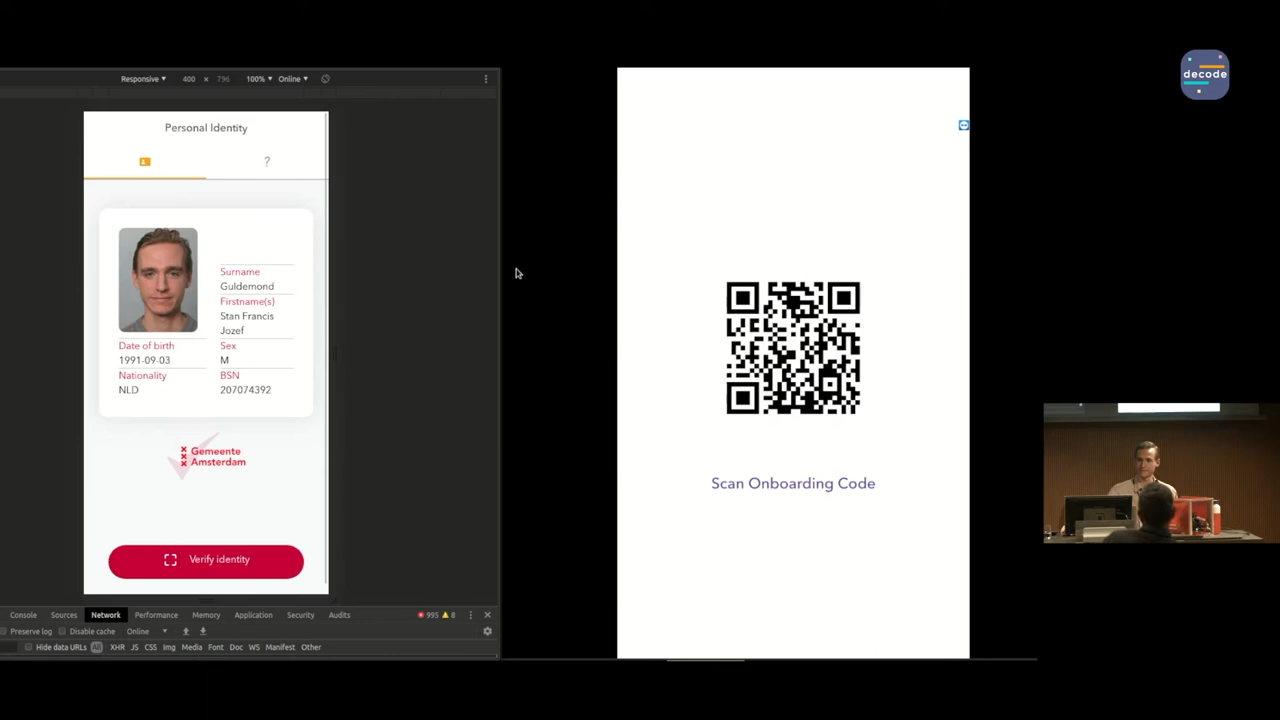 decode
Responsive 400 × 796 100% Online
Personal Identity
?
Surname
Guldemond
Firstname(s)
Stan Francis
Jozef
Date of birth
Sex
1991-09-03
M
Nationality
BSN
NLD
207074392
Gemeente
Amsterdam
Verify identity
Scan Onboarding Code
Console Sources Network Performance Memory Application Security Audits 995 8
Preserve log Disable cache Online
Hide data URLs All XHR JS CSS Img Media Font Doc WS Manifest Other